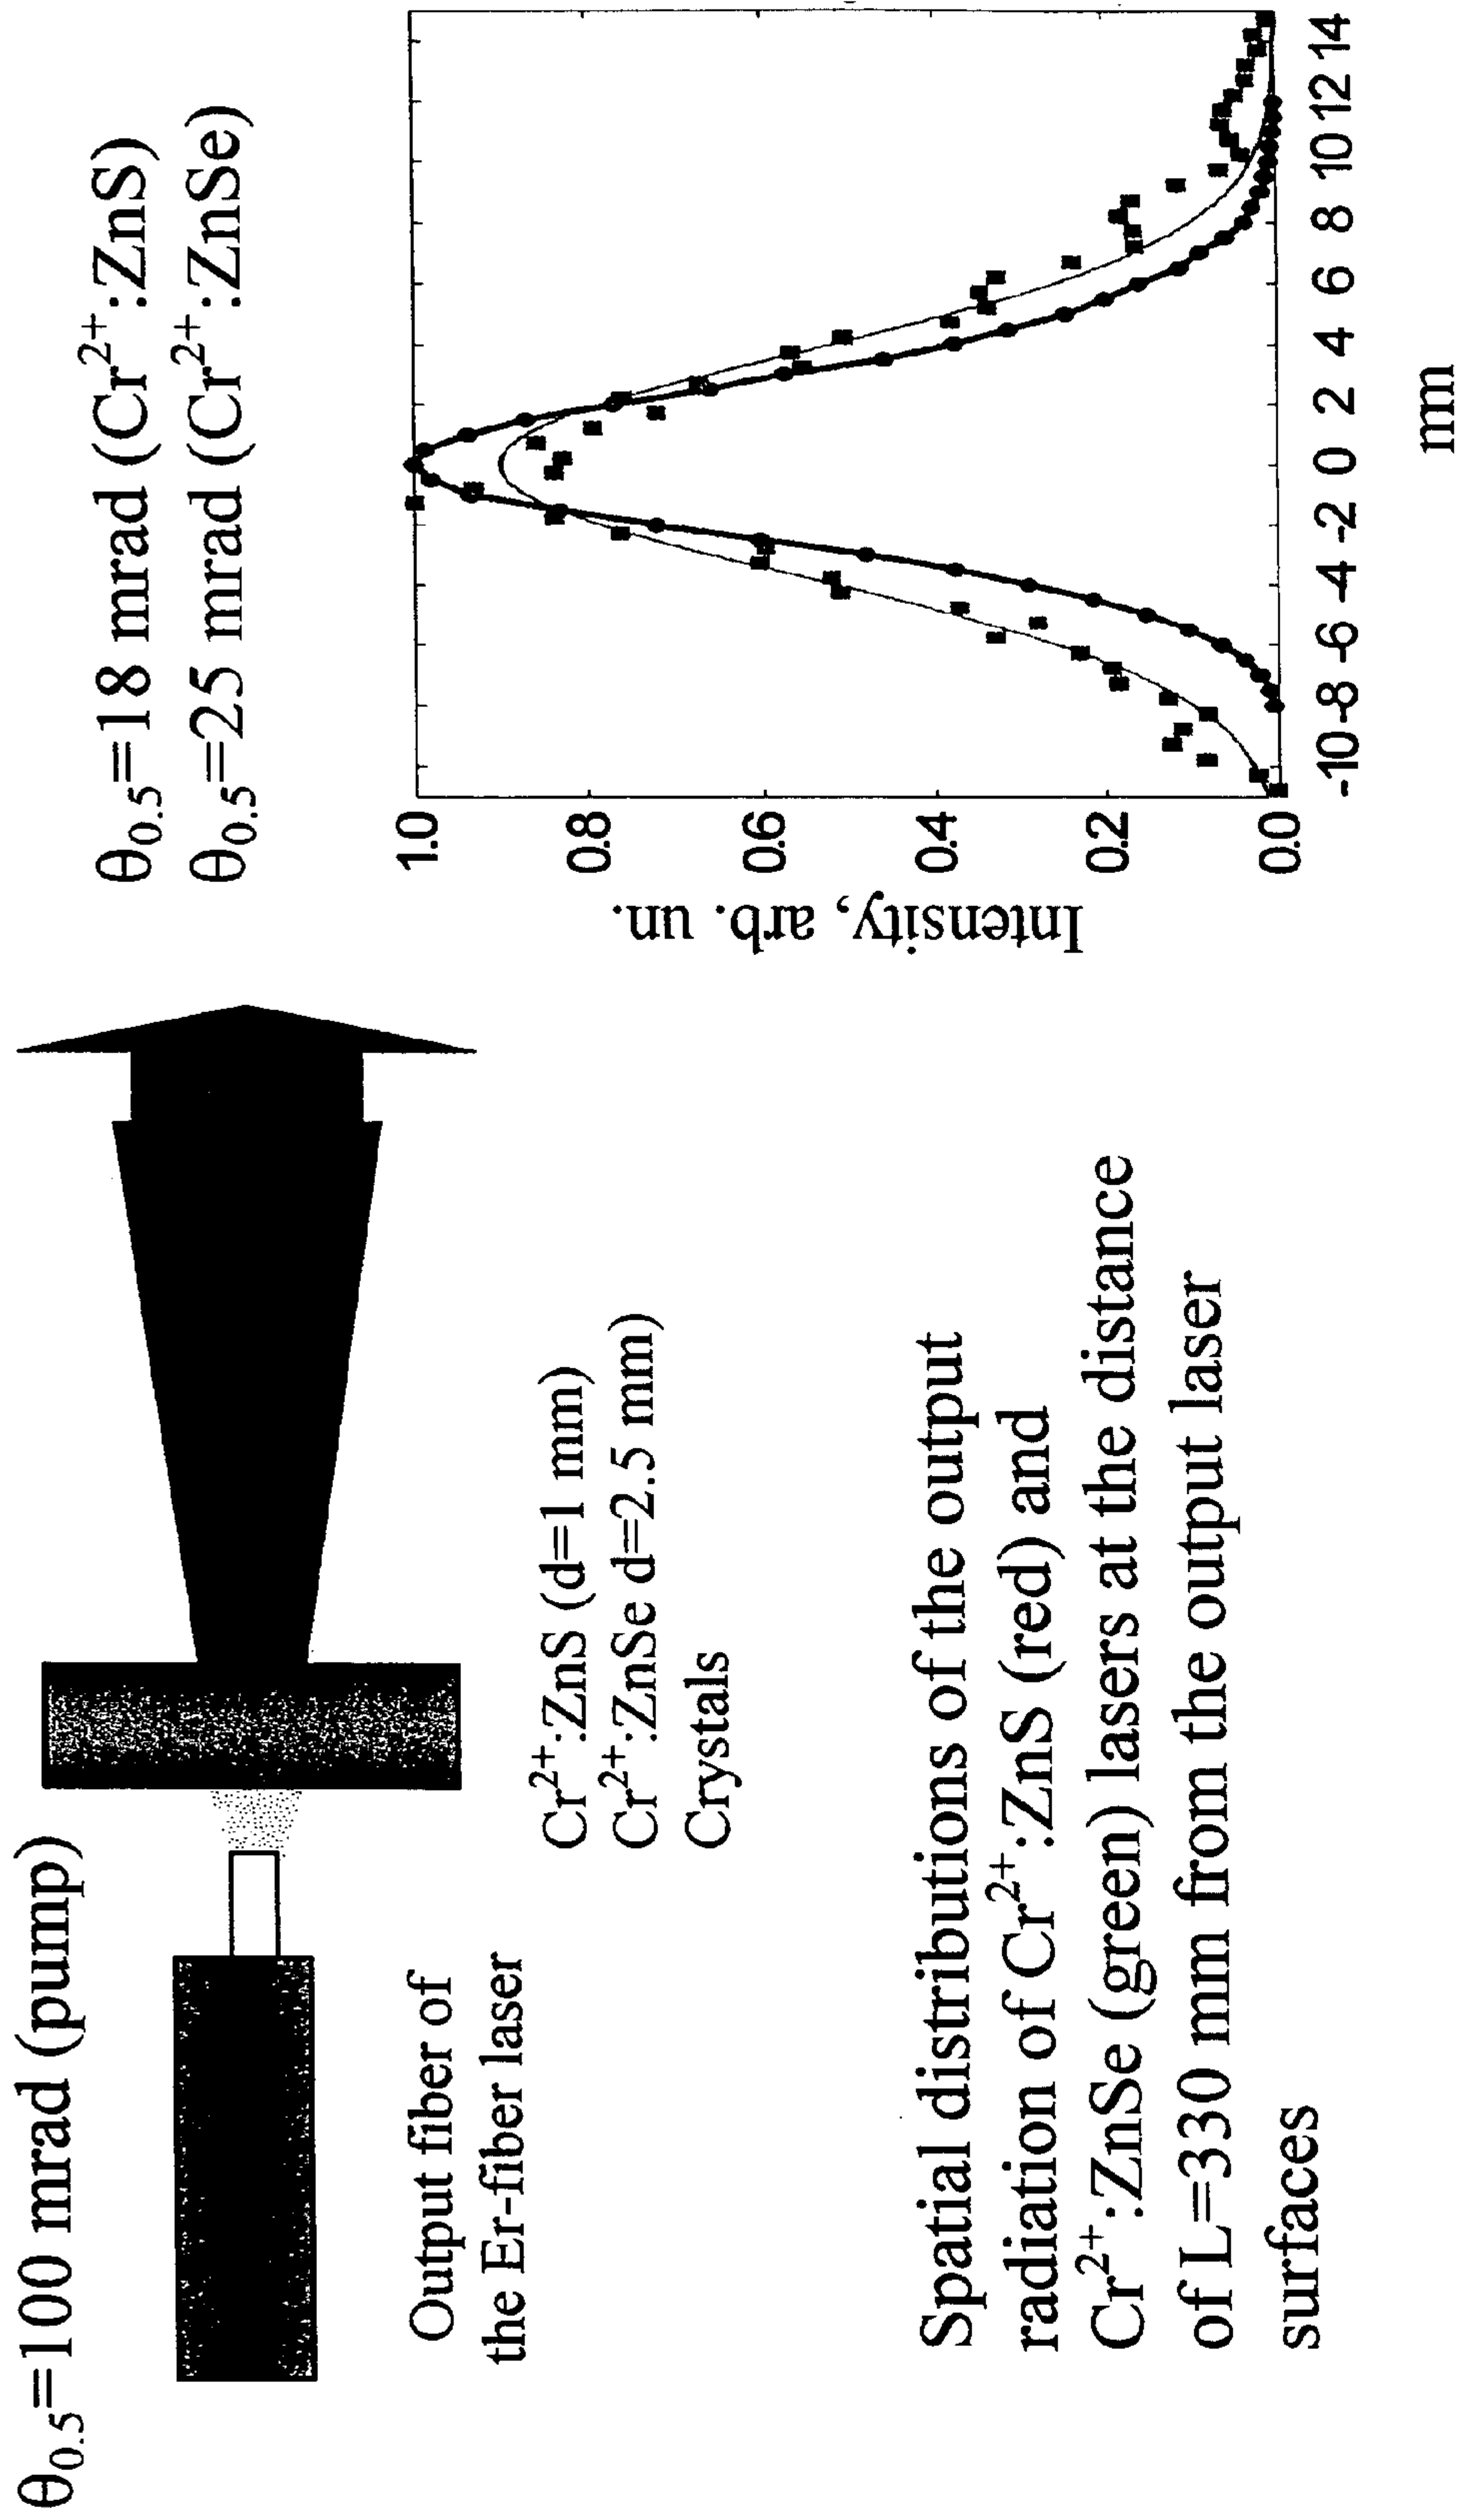 θ0.5=100 mrad (pump)
Output fiber of
the Er-fiber laser
Cr2+:ZnS (d=1 mm)
Cr2+:ZnSe d=2.5 mm)
Crystals
Spatial distributions of the output
radiation of Cr2+:ZnS (red) and
Cr2+:ZnSe (green) lasers at the distance
of L=330 mm from the output laser
surfaces
θ0.5=18 mrad (Cr2+:ZnS)
θ0.5=25 mrad (Cr2+:ZnSe)
Intensity, arb. un.
1.0
0.8
0.6
0.4
0.2
0.0
-10 -8 -6 -4 -2 0 2 4 6 8 10 12 14
mm